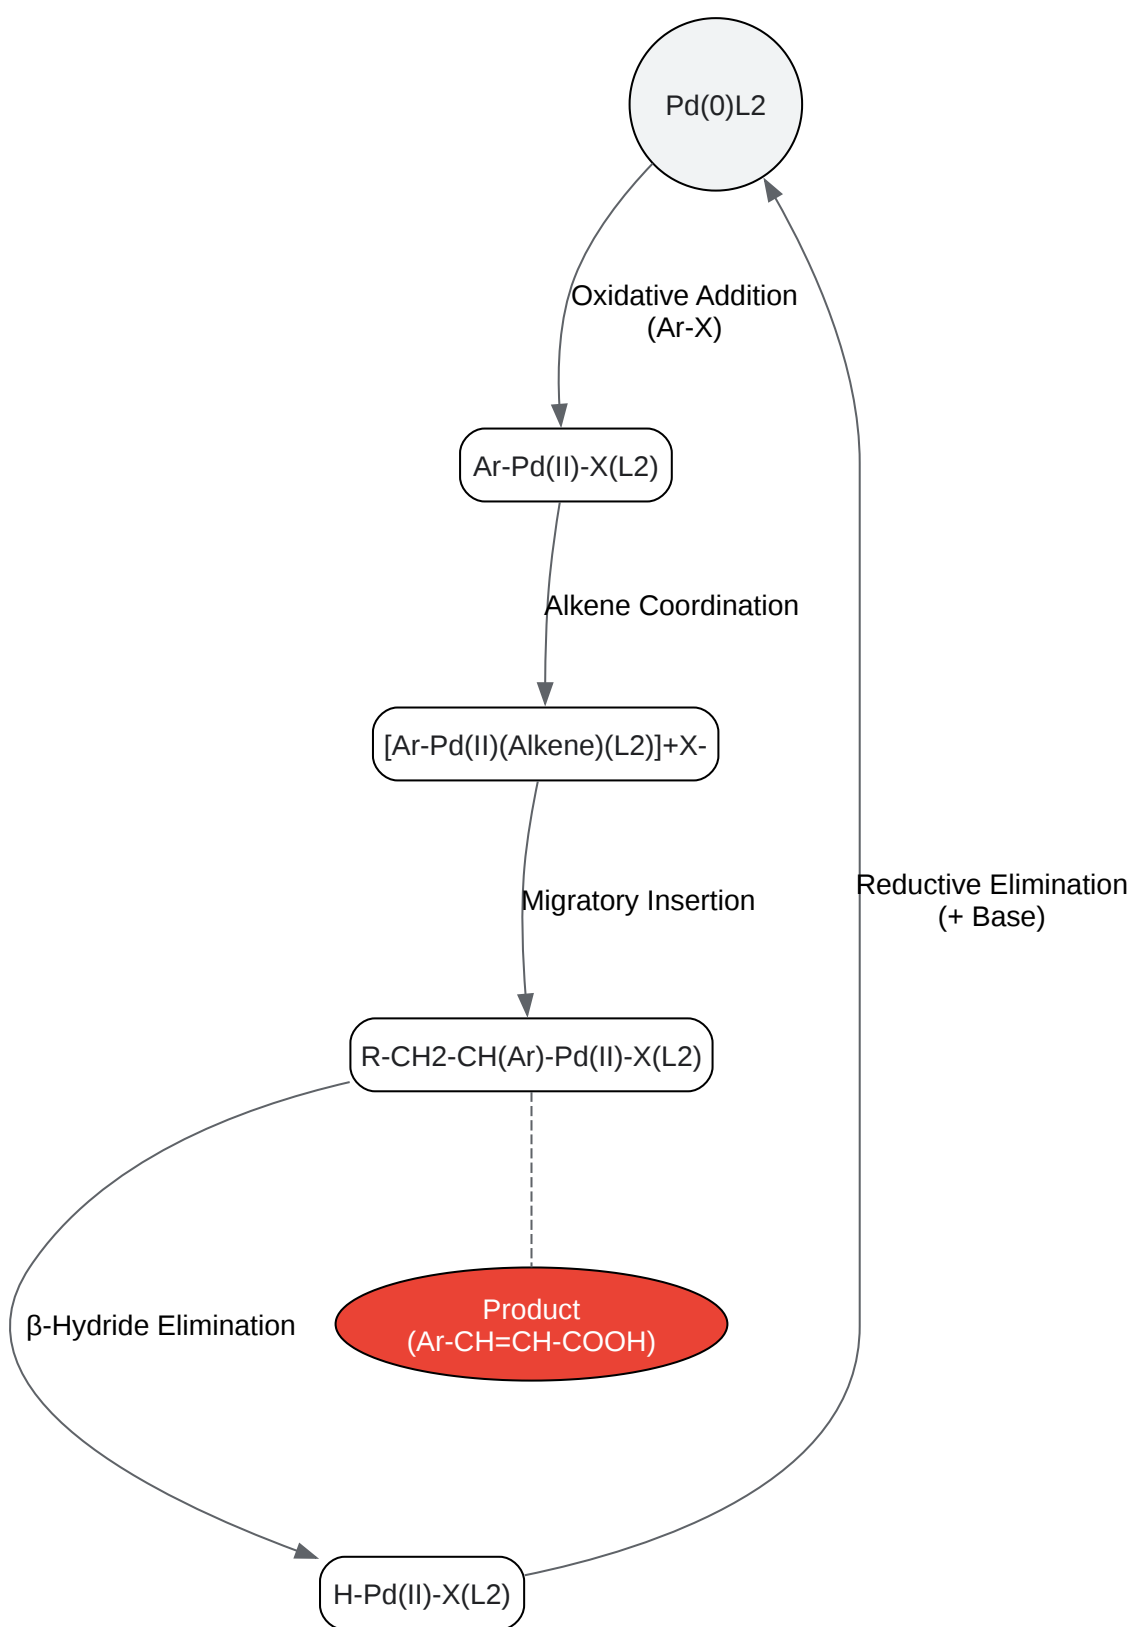 Pd(0)L2
Oxidative Addition
(Ar-X)
Ar-Pd(II)-X(L2)
Alkene Coordination
[Ar-Pd(II)(Alkene)(L2)]+X-
Reductive Elimination
(+ Base)
Migratory Insertion
R-CH2-CH(Ar)-Pd(II)-X(L2)
β-Hydride Elimination
Product
(Ar-CH=CH-COOH)
H-Pd(II)-X(L2)